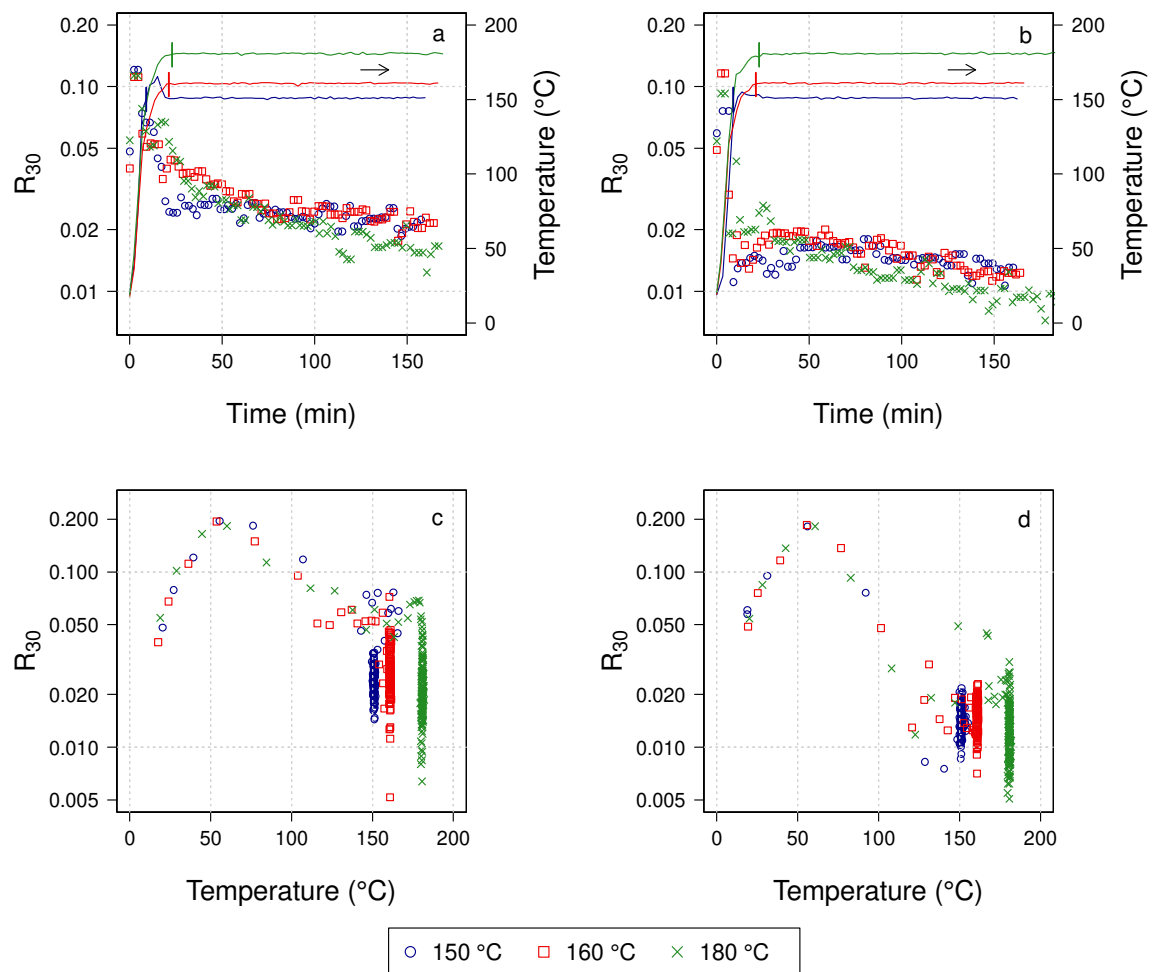 a
0.20
0.10
0.05
0.02
0.01
R30
0 50 100 150
Time (min)
200
150
100
50
0
Temperature (°C)
b
0.20
0.10
0.05
0.02
0.01
R30
0 50 100 150
Time (min)
200
150
100
50
0
Temperature (°C)
c
0.200
0.100
0.050
0.020
0.010
0.005
R30
0 50 100 150 200
Temperature (°C)
d
0.200
0.100
0.050
0.020
0.010
0.005
R30
0 50 100 150 200
Temperature (°C)
150 °C 160 °C 180 °C